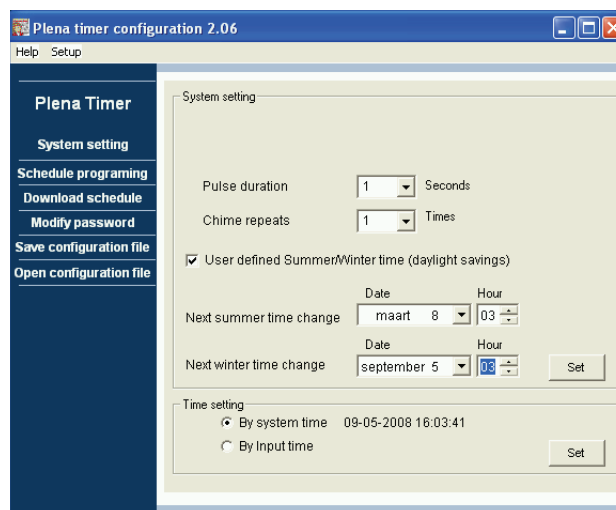 Plena timer configuration 2.06
Help Setup
Plena Timer
System setting
Schedule programing
Download schedule
Modify password
Save configuration file
Open configuration file
System setting
Pulse duration 1 Seconds
Chime repeats 1 Times
User defined Summer/Winter time (daylight savings)
Date Hour
Next summer time change maart 8 03
Date Hour
Next winter time change september 5 03 Set
Time setting
By system time 09-05-2008 16:03:41
By Input time
Set